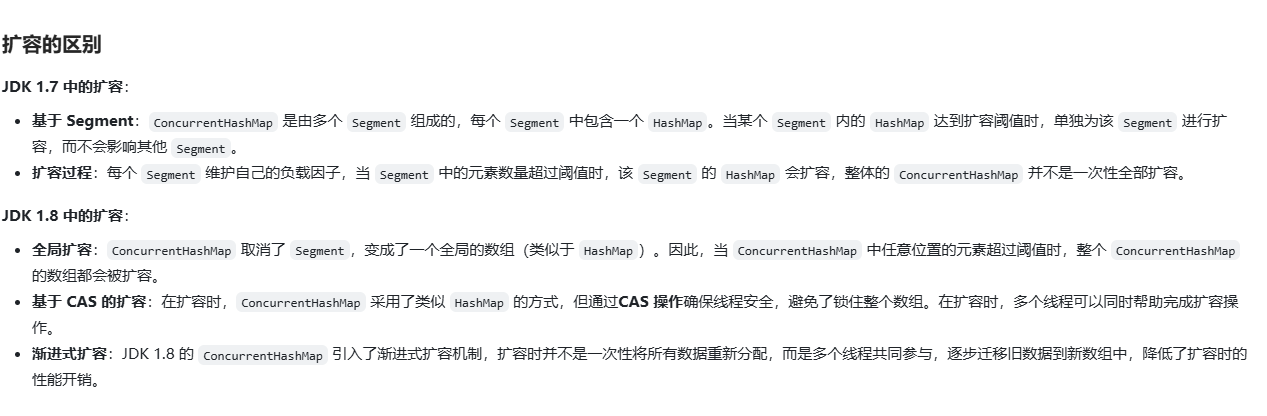 扩容的区别
JDK 1.7 中的扩容：
• 基于 Segment： ConcurrentHashMap 是由多个 Segment 组成的，每个 Segment 中包含一个 HashMap。当某个 Segment 内的 HashMap 达到扩容阈值时，单独为该 Segment 进行扩
容，而不会影响其他 Segment。
• 扩容过程：每个 Segment 维护自己的负载因子，当 Segment 中的元素数量超过阈值时，该 Segment 的 HashMap 会扩容，整体的 ConcurrentHashMap 并不是一次性全部扩容。
JDK 1.8 中的扩容：
• 全局扩容： ConcurrentHashMap 取消了 Segment，变成了一个全局的数组（类似于 HashMap）。因此，当 ConcurrentHashMap 中任意位置的元素超过阈值时，整个 ConcurrentHashMap
的数组都会被扩容。
• 基于 CAS 的扩容：在扩容时， ConcurrentHashMap 采用了类似 HashMap 的方式，但通过CAS 操作确保线程安全，避免了锁住整个数组。在扩容时，多个线程可以同时帮助完成扩容操
作。
• 渐进式扩容：JDK 1.8 的 ConcurrentHashMap 引入了渐进式扩容机制，扩容时并不是一次性将所有数据重新分配，而是多个线程共同参与，逐步迁移旧数据到新数组中，降低了扩容时的
性能开销。